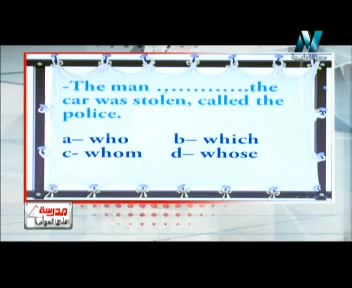 -The man .,.............the
car was stolen, called the
police.
a– who b– which
c- whom d– whose
مدرسة
على الهواء